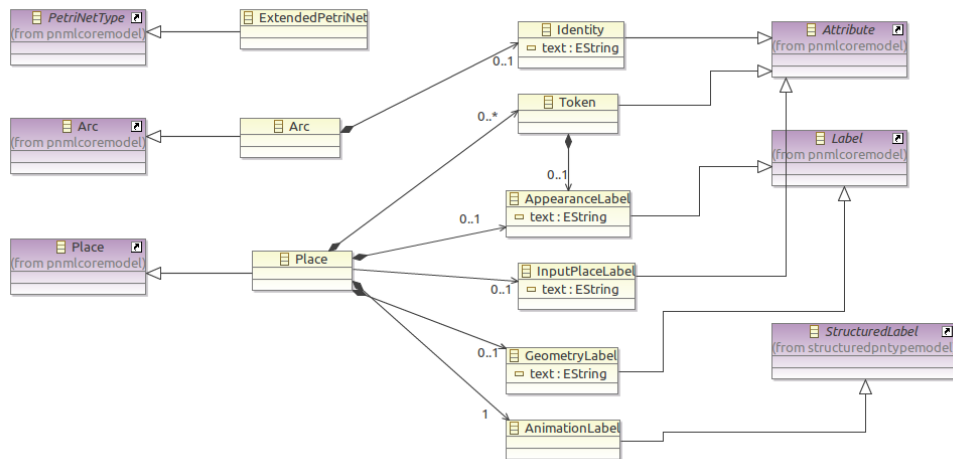 PetriNetType
(from pnmlcoremodel)
ExtendedPetriNet
Identity
text : EString
Attribute
(from pnmlcoremodel)
0..1
Arc
(from pnmlcoremodel)
Arc
Token
0..*
Label
(from pnmlcoremodel)
0..1
AppearanceLabel
text : EString
0..1
Place
(from pnmlcoremodel)
Place
InputPlaceLabel
text : EString
0..1
StructuredLabel
(from structuredpntypemodel)
GeometryLabel
text : EString
0..1
AnimationLabel
1